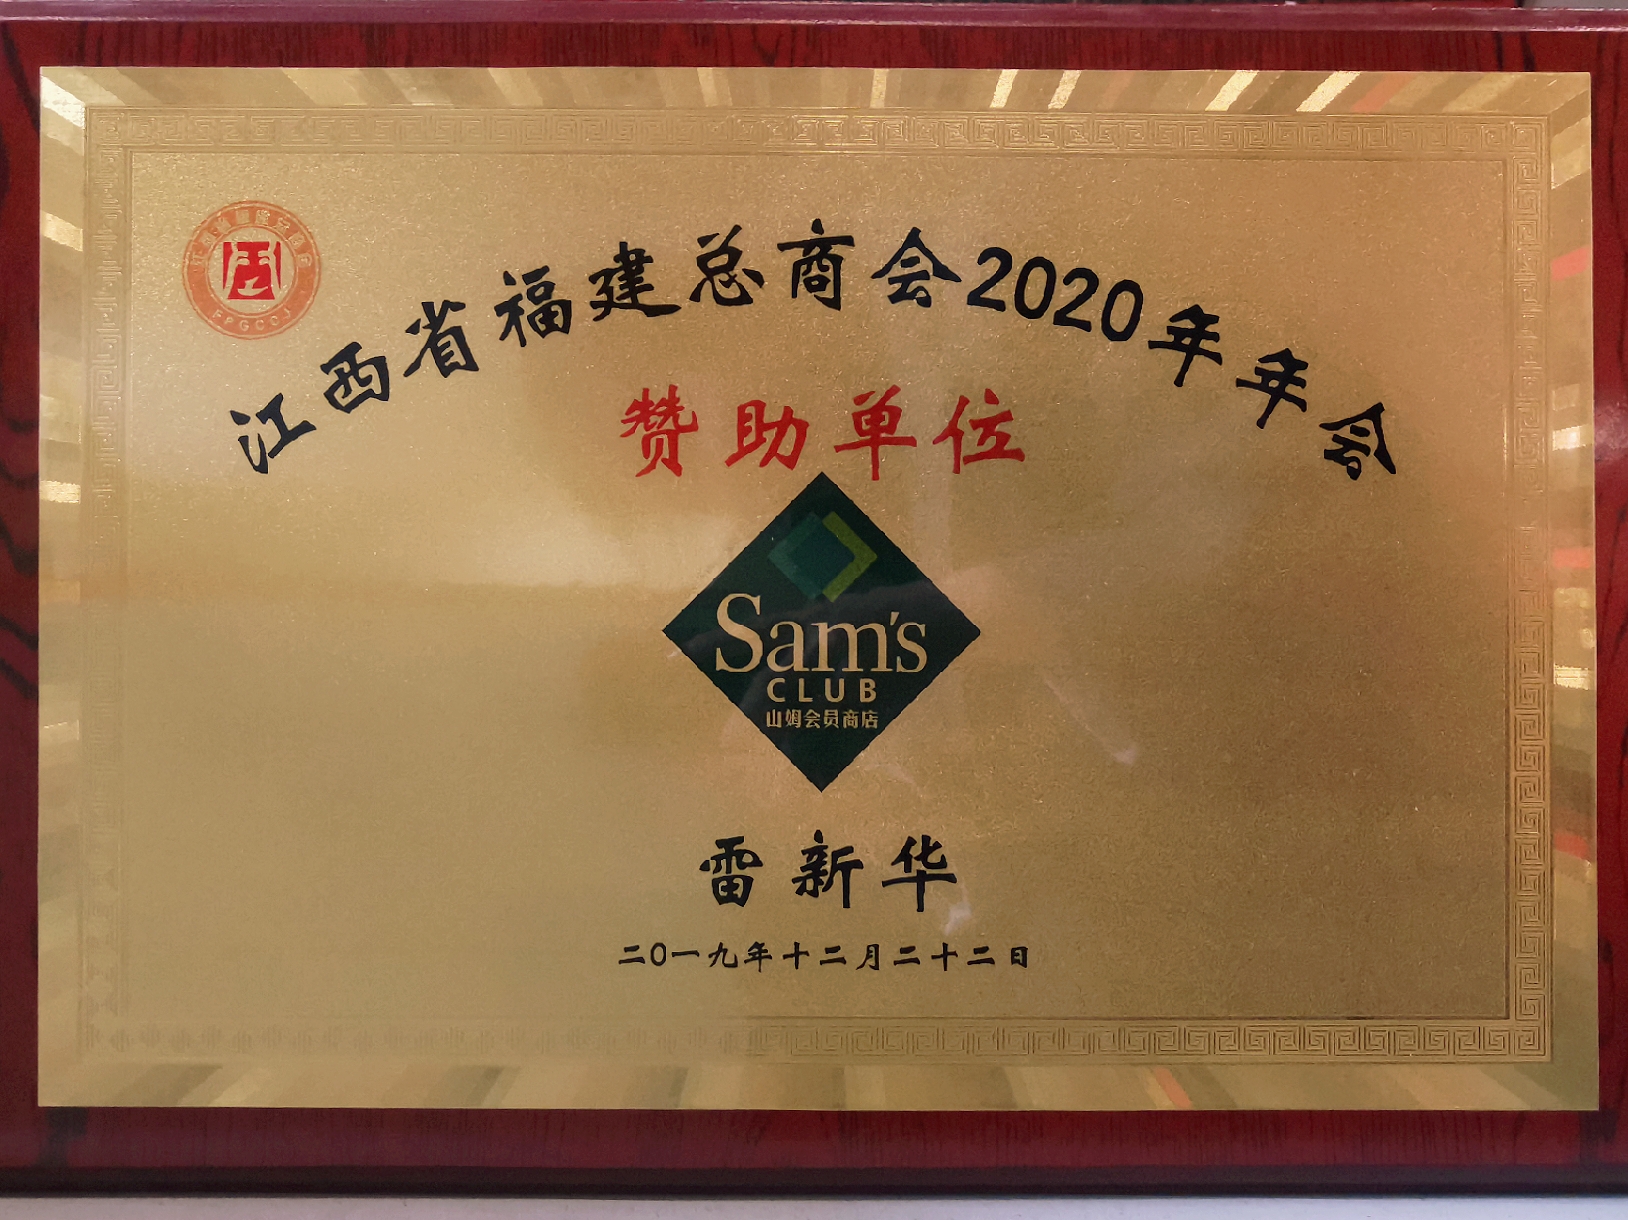 江西省福建总商会2020年年会
赞助单位
Sam's
CLUB
山姆会员商店
雷新华
二〇一九年十二月二十二日
FPGCCJ